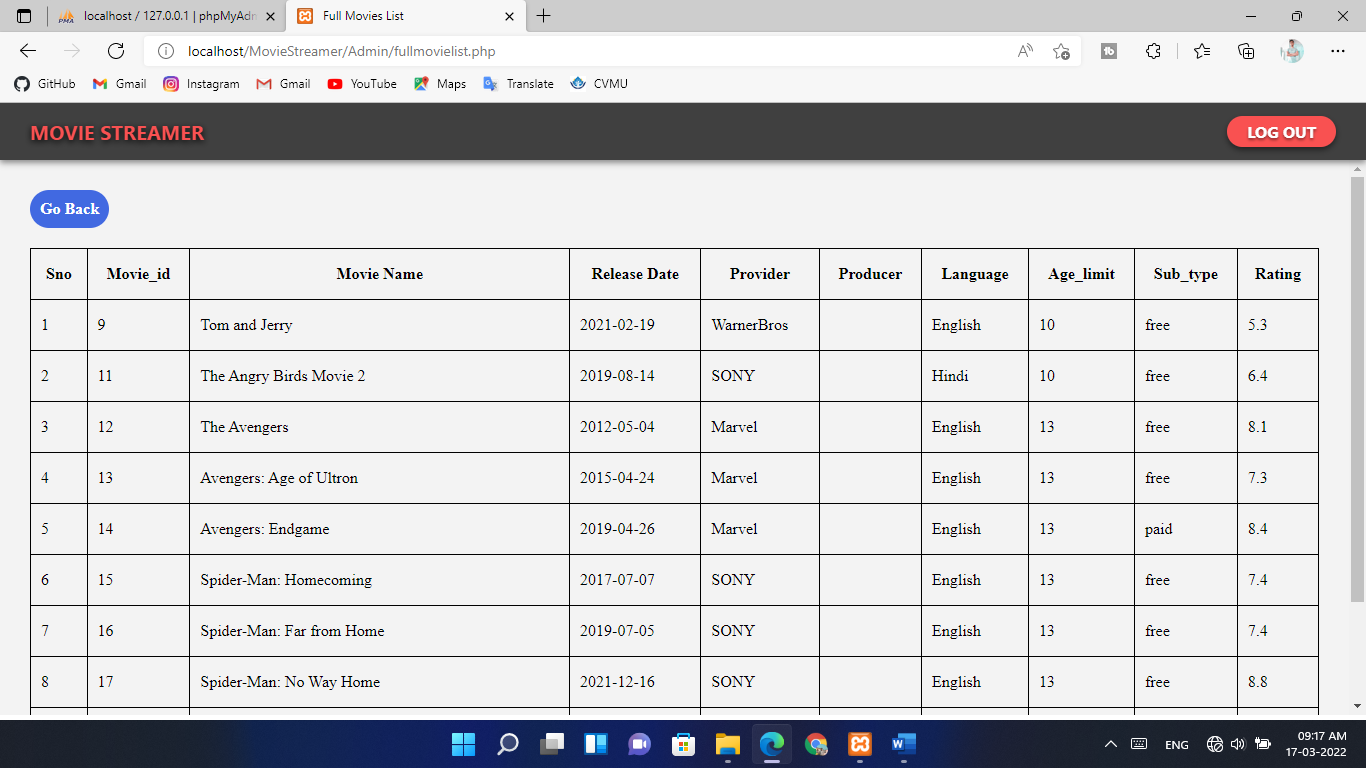 localhost / 127.0.0.1 | phpMyAdn
Full Movies List
localhost/MovieStreamer/Admin/fullmovielist.php
GitHub Gmail Instagram Gmail YouTube Maps Translate CVMU
MOVIE STREAMER LOG OUT
Go Back
Sno Movie_id Movie Name Release Date Provider Producer Language Age_limit Sub_type Rating
1 9 Tom and Jerry 2021-02-19 WarnerBros English 10 free 5.3
2 11 The Angry Birds Movie 2 2019-08-14 SONY Hindi 10 free 6.4
3 12 The Avengers 2012-05-04 Marvel English 13 free 8.1
4 13 Avengers: Age of Ultron 2015-04-24 Marvel English 13 free 7.3
5 14 Avengers: Endgame 2019-04-26 Marvel English 13 paid 8.4
6 15 Spider-Man: Homecoming 2017-07-07 SONY English 13 free 7.4
7 16 Spider-Man: Far from Home 2019-07-05 SONY English 13 free 7.4
8 17 Spider-Man: No Way Home 2021-12-16 SONY English 13 free 8.8
ENG 09:17 AM
17-03-2022